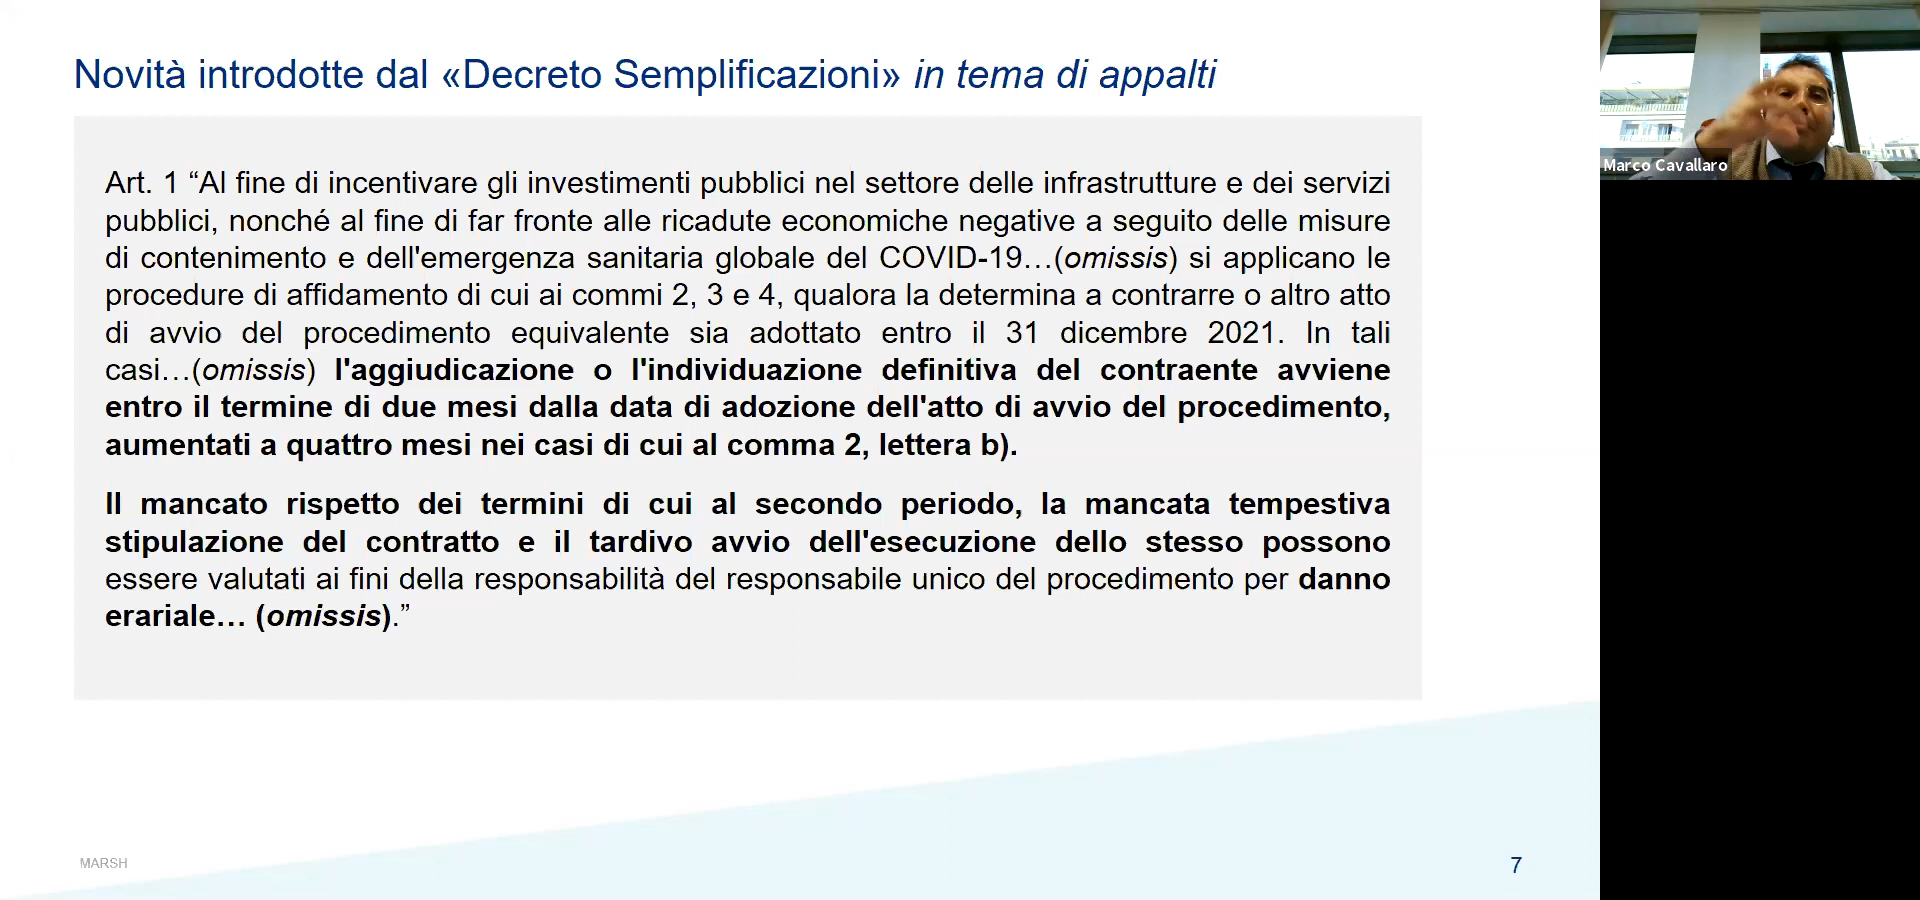 Novità introdotte dal «Decreto Semplificazioni» in tema di appalti
Art. 1 “Al fine di incentivare gli investimenti pubblici nel settore delle infrastrutture e dei servizi
pubblici, nonché al fine di far fronte alle ricadute economiche negative a seguito delle misure
di contenimento e dell'emergenza sanitaria globale del COVID-19…(omissis) si applicano le
procedure di affidamento di cui ai commi 2, 3 e 4, qualora la determina a contrarre o altro atto
di avvio del procedimento equivalente sia adottato entro il 31 dicembre 2021. In tali
casi…(omissis) l'aggiudicazione o l'individuazione definitiva del contraente avviene
entro il termine di due mesi dalla data di adozione dell'atto di avvio del procedimento,
aumentati a quattro mesi nei casi di cui al comma 2, lettera b).
Il mancato rispetto dei termini di cui al secondo periodo, la mancata tempestiva
stipulazione del contratto e il tardivo avvio dell'esecuzione dello stesso possono
essere valutati ai fini della responsabilità del responsabile unico del procedimento per danno
erariale… (omissis).”
MARSH
7
Marco Cavallaro